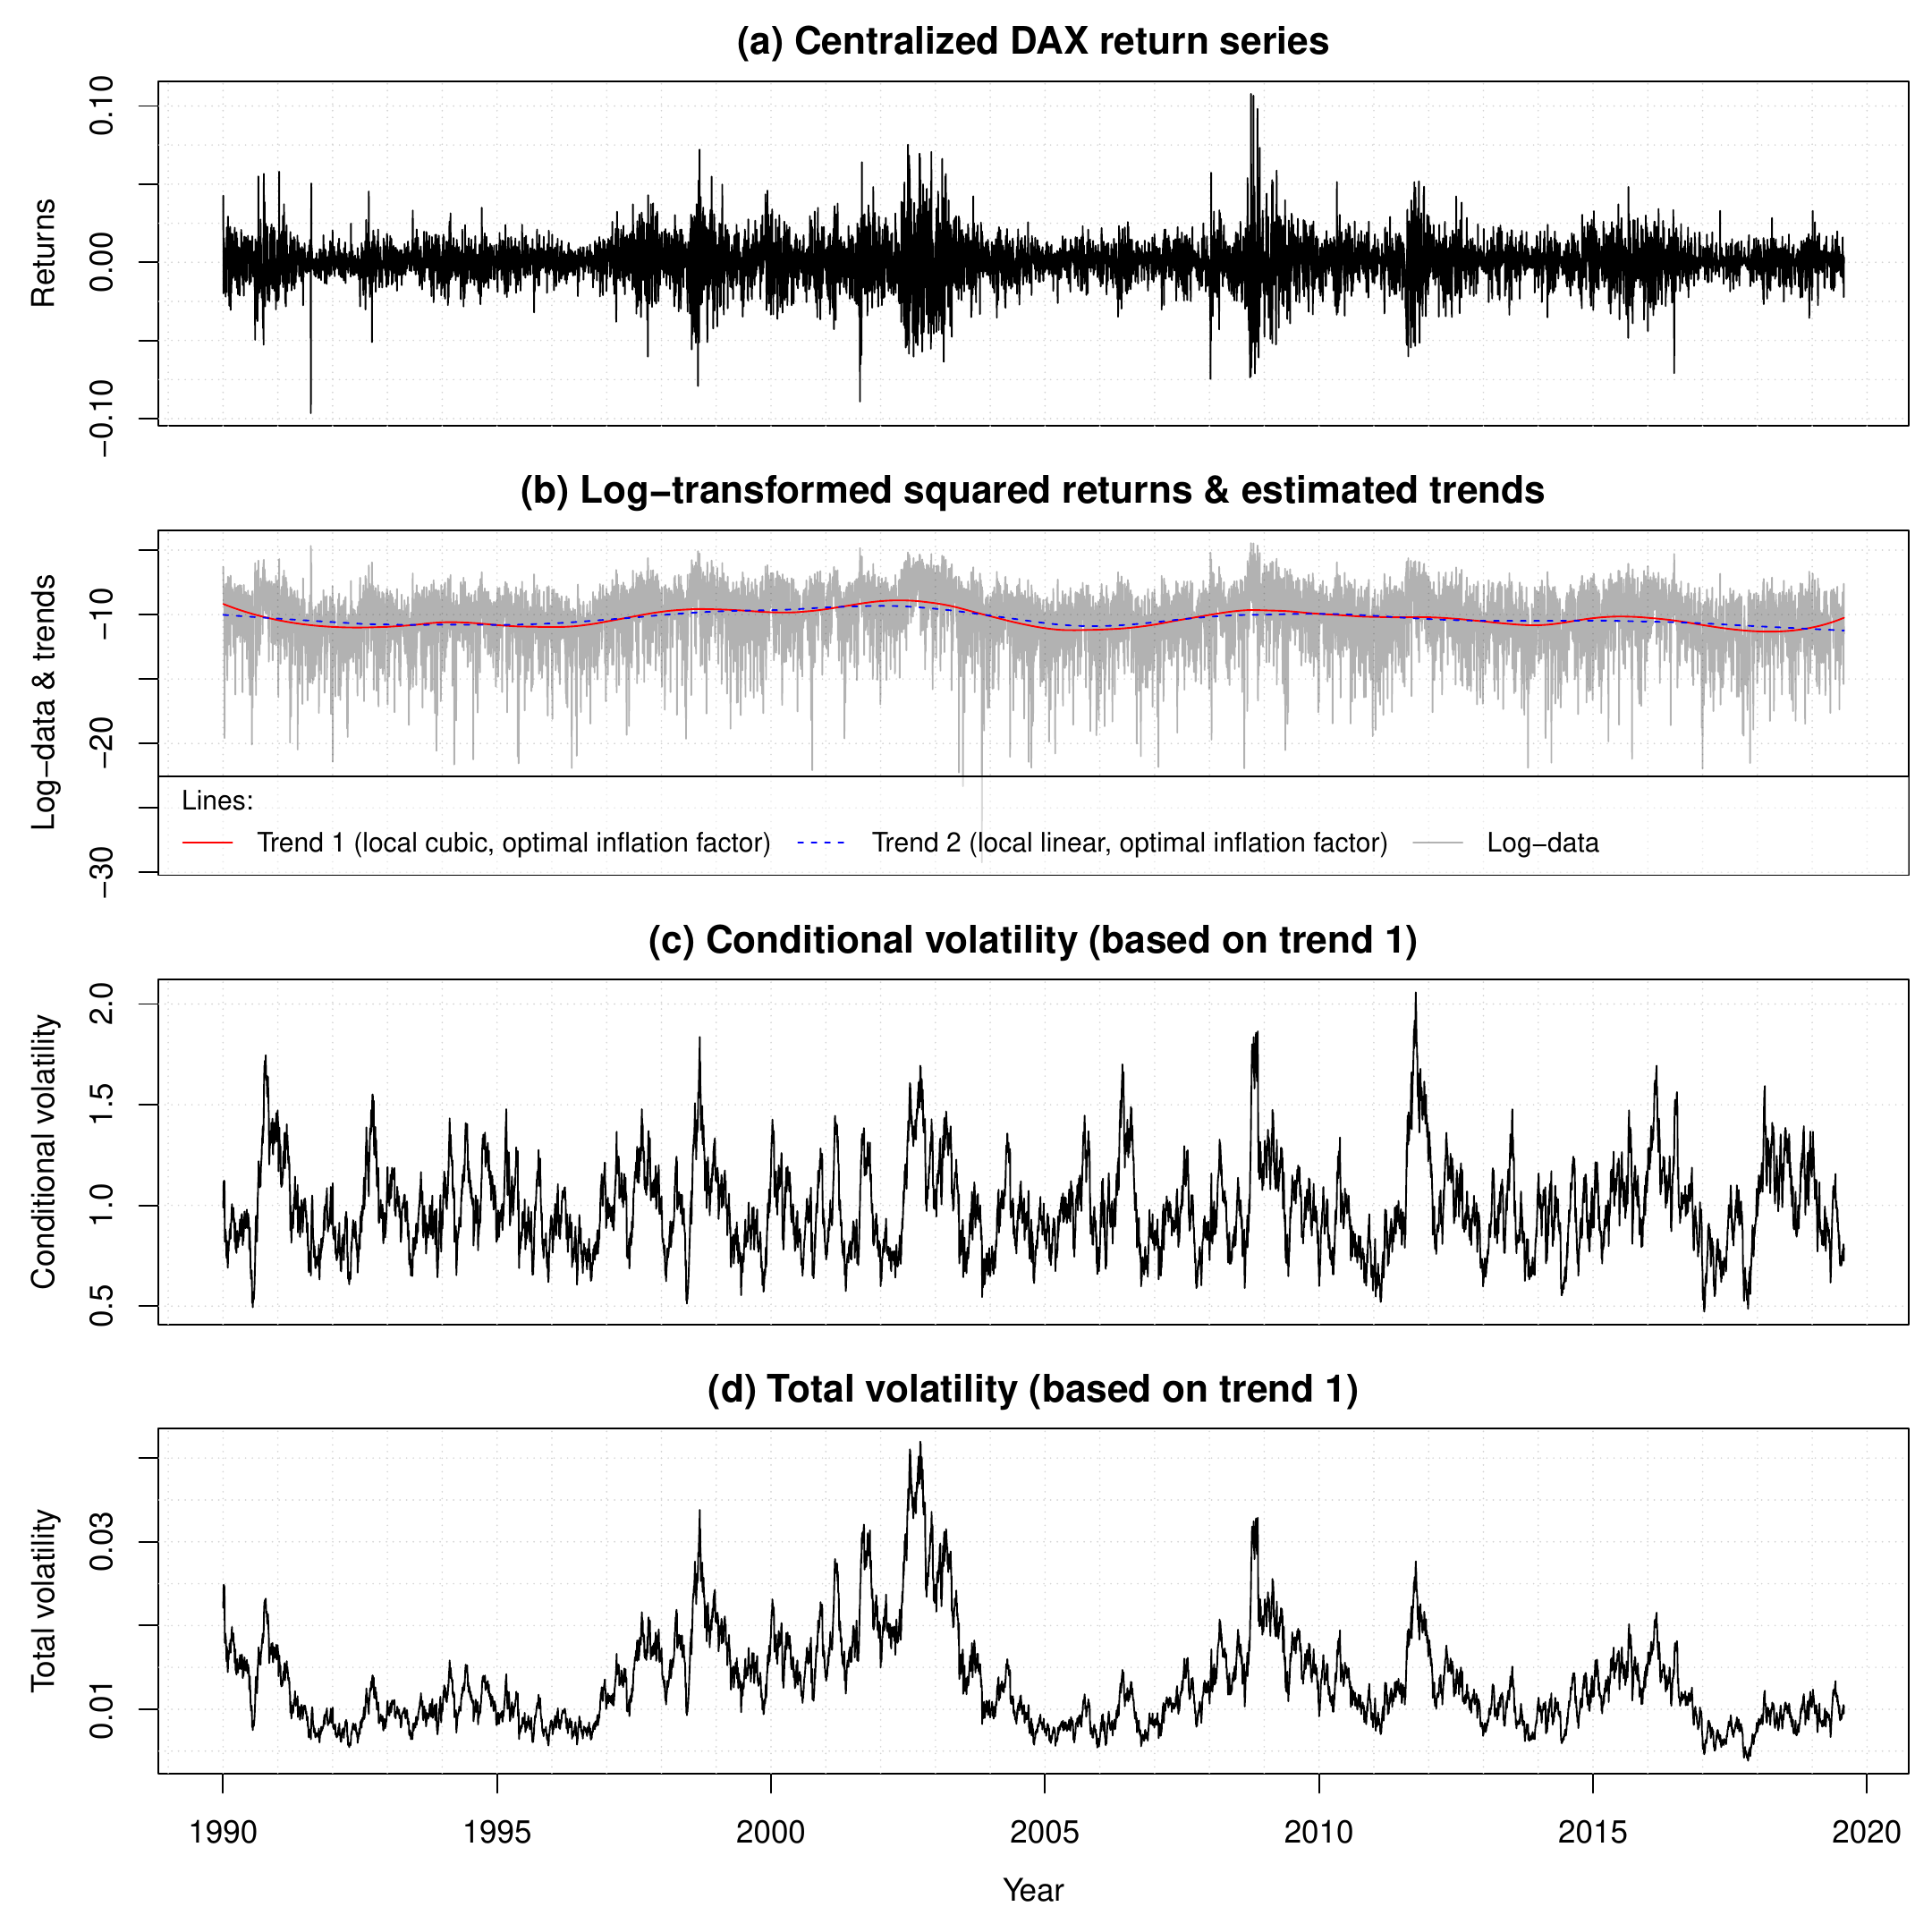 (a) Centralized DAX return series
Returns
0.10
0.00
−0.10
(b) Log−transformed squared returns & estimated trends
Log−data & trends
−10
−20
−30
Lines:
Trend 1 (local cubic, optimal inflation factor) Trend 2 (local linear, optimal inflation factor) Log−data
(c) Conditional volatility (based on trend 1)
Conditional volatility
2.0
1.5
1.0
0.5
(d) Total volatility (based on trend 1)
Total volatility
0.03
0.01
1990 1995 2000 2005 2010 2015 2020
Year